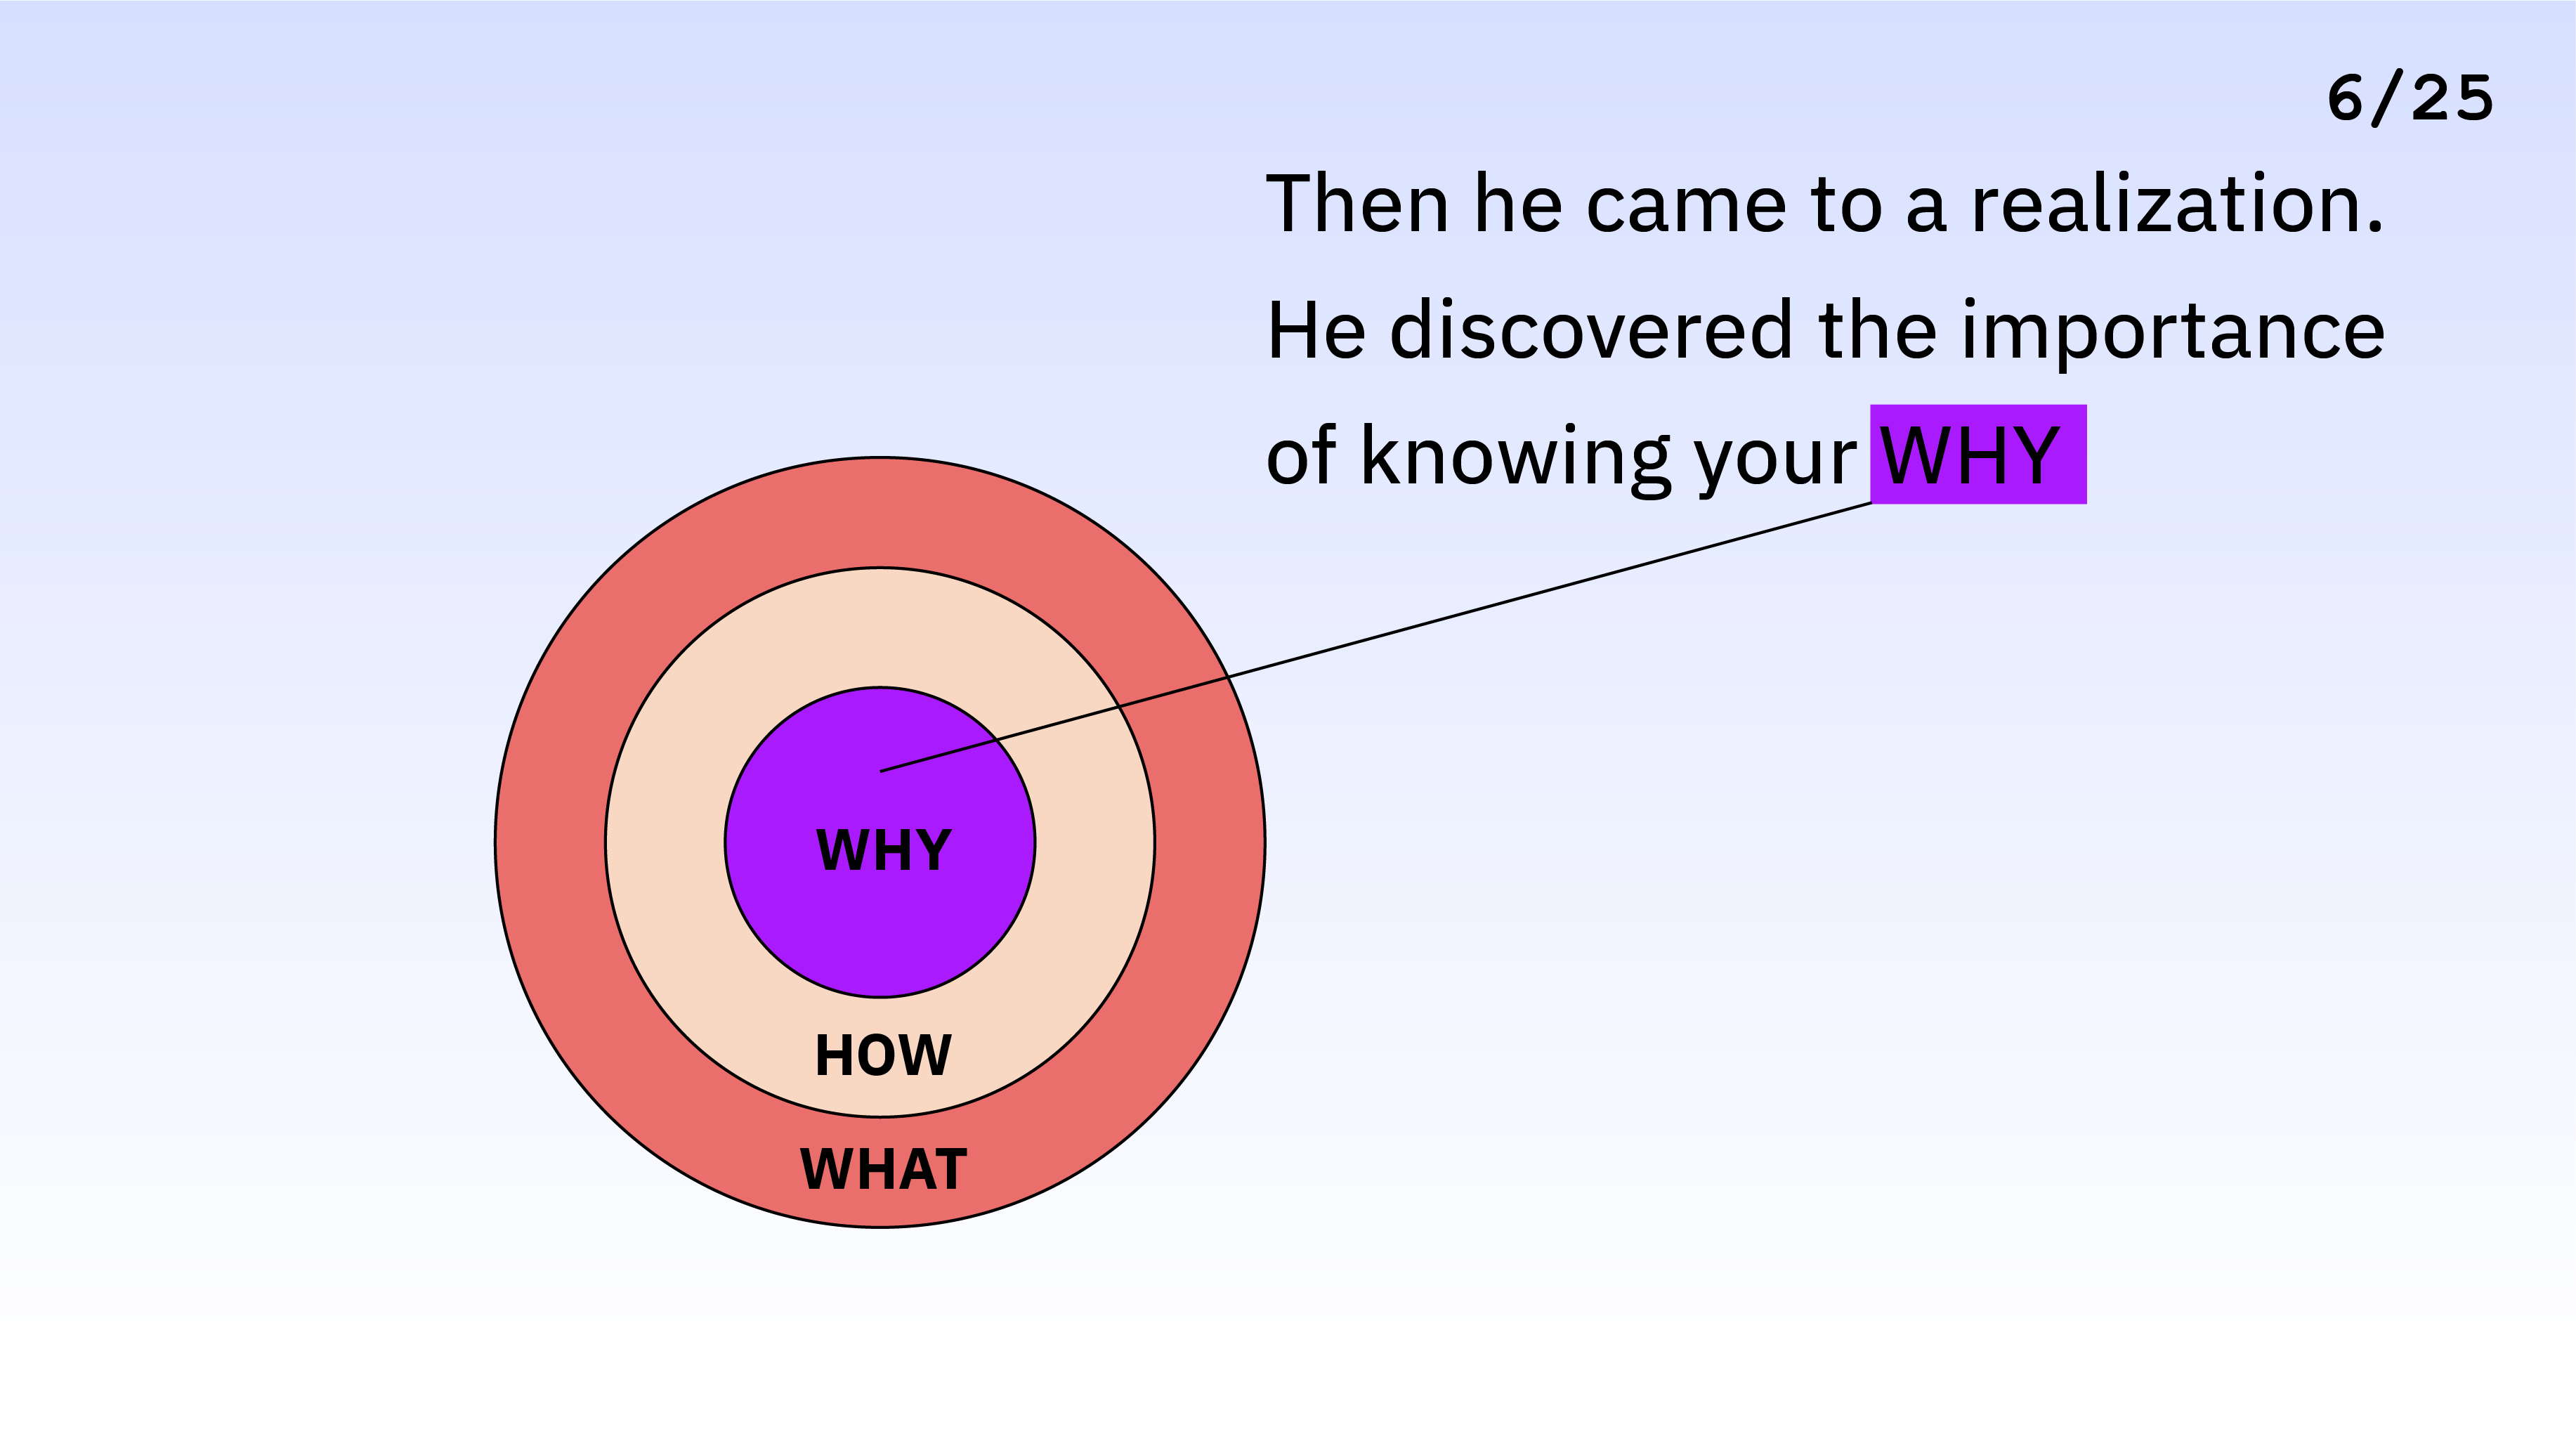 6/25
Then he came to a realization.
He discovered the importance
of knowing your WHY
WHY
HOW
WHAT